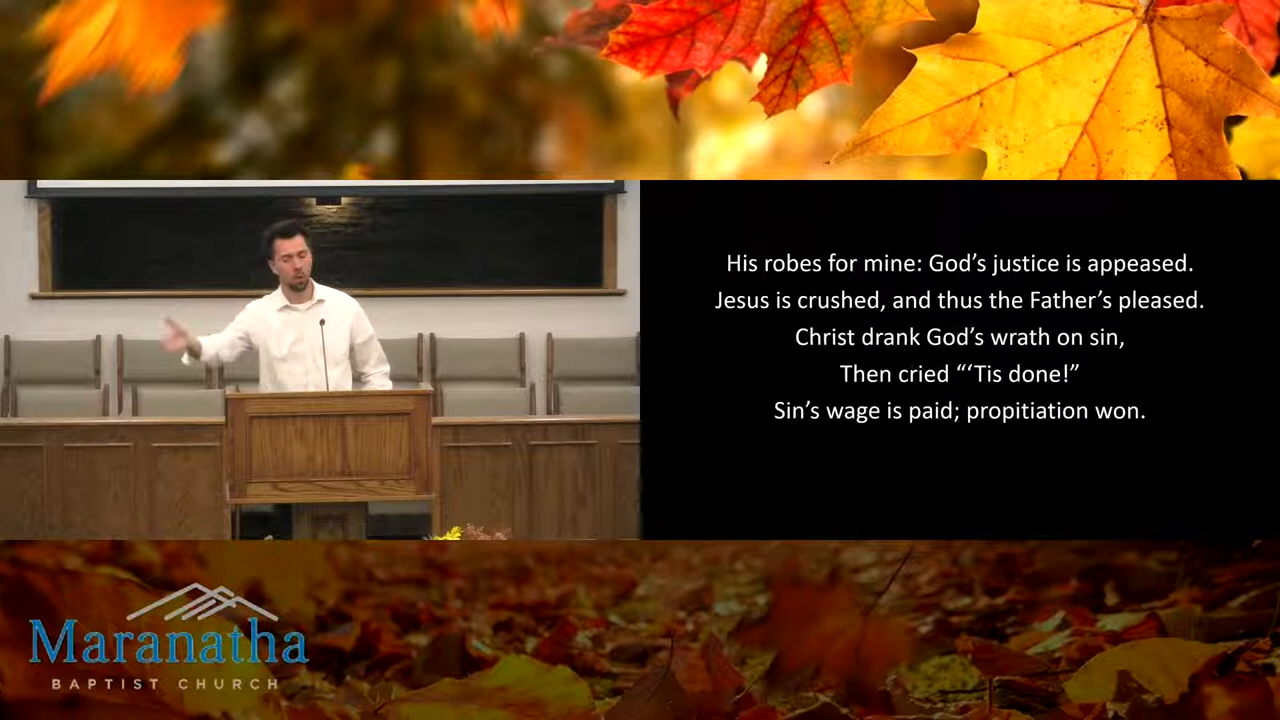 His robes for mine: God’s justice is appeased.
Jesus is crushed, and thus the Father’s pleased.
Christ drank God’s wrath on sin,
Then cried “‘Tis done!”
Sin’s wage is paid; propitiation won.
Maranatha
BAPTIST CHURCH